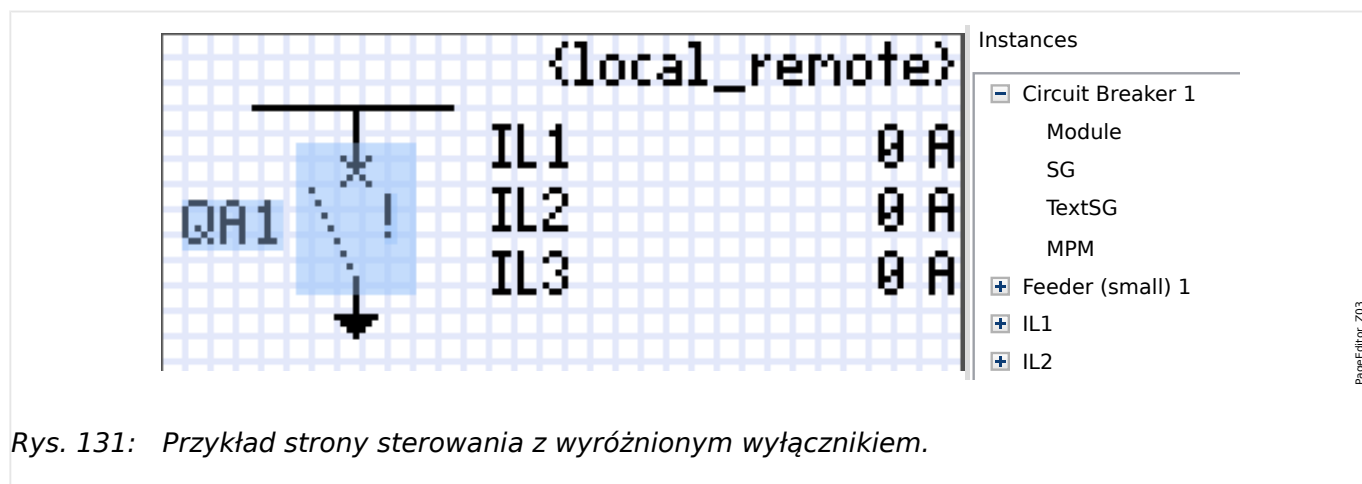 {local_remote}
IL1 0 A
QA1 ! IL2 0 A
IL3 0 A
Instances
Circuit Breaker 1
Module
SG
TextSG
MPM
Feeder (small) 1
IL1
IL2
PageEditor_Z03
Rys. 131: Przykład strony sterowania z wyróżnionym wyłącznikiem.